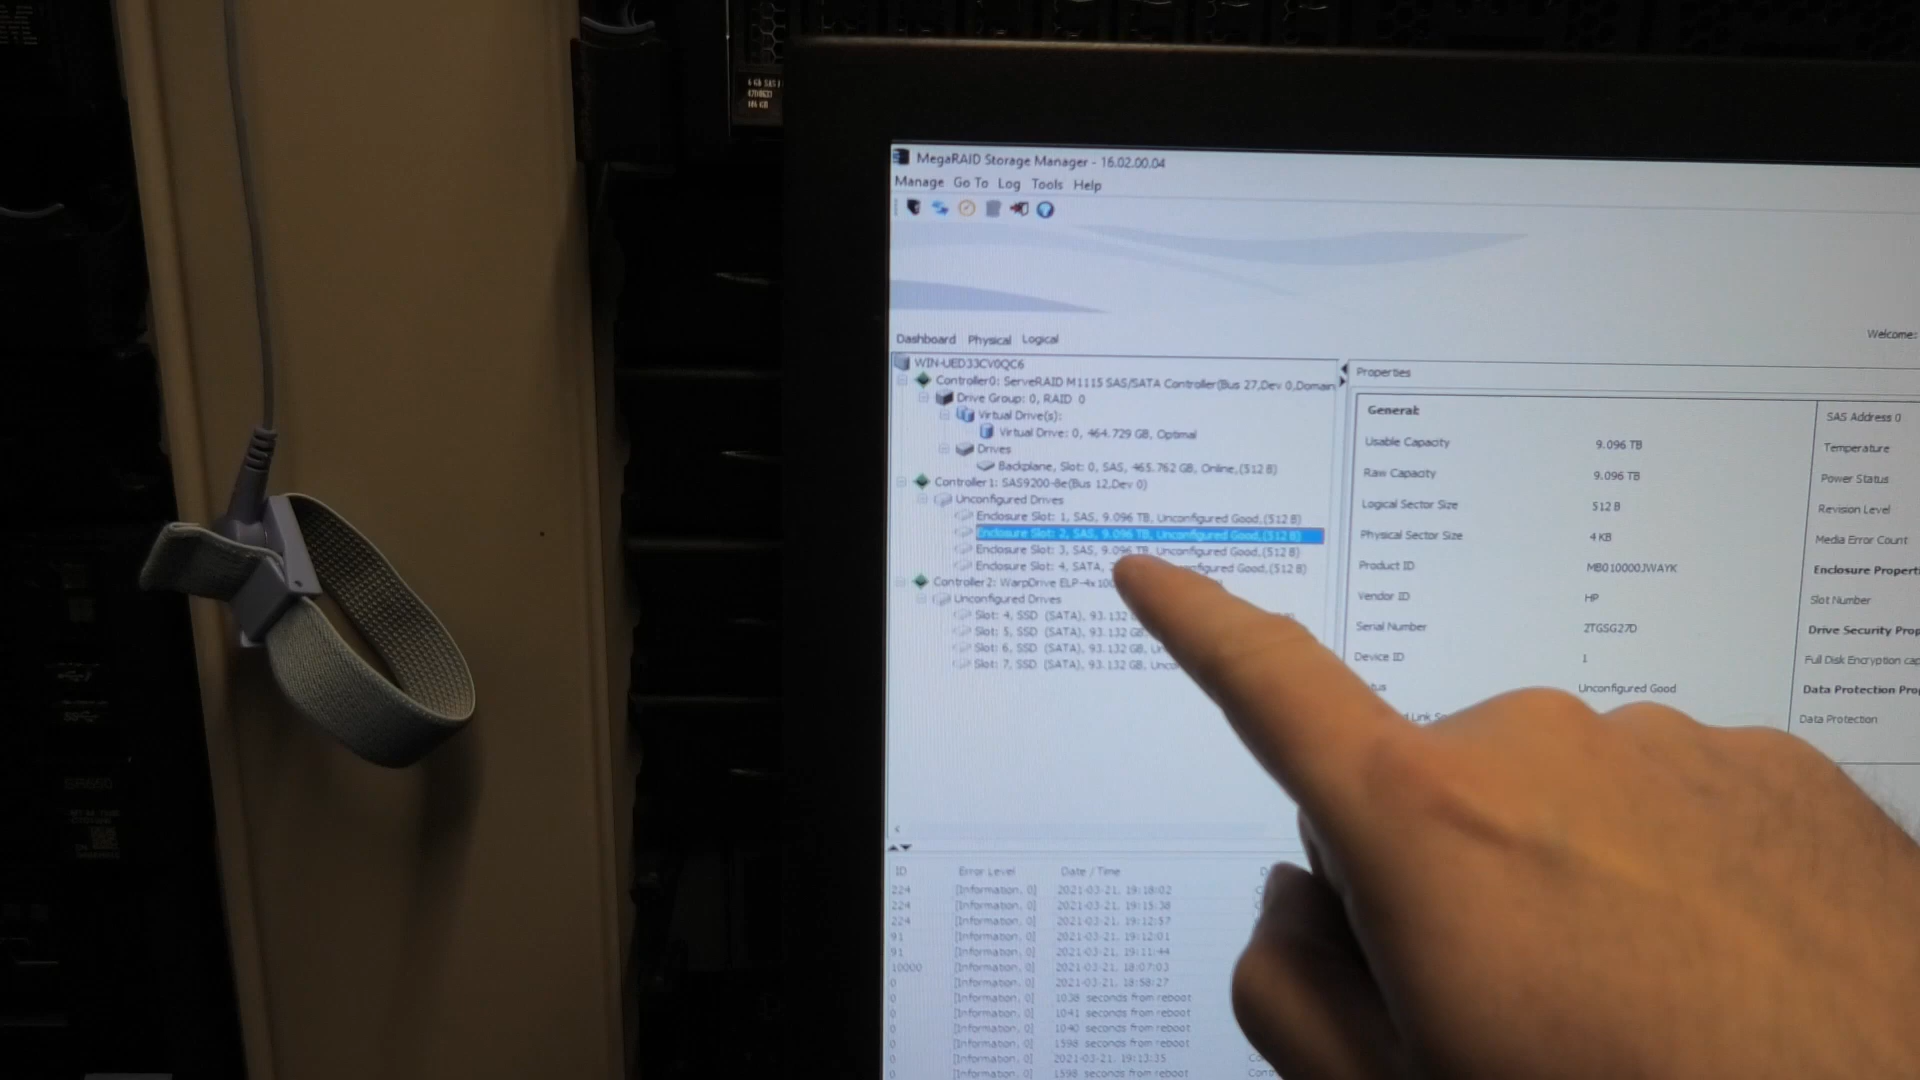 MegaRAID Storage Manager - 16.02.00.04
Manage Go To Log Tools Help
Welcome:
Dashboard Physical Logical
WIN-UED33CV0QC6
Controller0: ServeRAID M1115 SAS/SATA Controller(Bus 27,Dev 0,Domain
Drive Group: 0, RAID 0
Virtual Drive(s):
Virtual Drive: 0, 464.729 GB, Optimal
Drives
Backplane, Slot: 0, SAS, 465.762 GB, Online,(512 B)
Controller1: SAS9200-8e(Bus 12,Dev 0)
Unconfigured Drives
Enclosure Slot: 1, SAS, 9.096 TB, Unconfigured Good,(512 B)
Enclosure Slot: 2, SAS, 9.096 TB, Unconfigured Good,(512 B)
Enclosure Slot: 3, SAS, 9.096 TB, Unconfigured Good,(512 B)
Enclosure Slot: 4, SATA, Good,(512 B)
Controller2: WarpDrive
Unconfigured Drives
Slot: 4, SSD (SATA), 93.132
Slot: 5, SSD (SATA), 93.132 GB,
Slot: 6, SSD (SATA), 93.132 GB,
Slot: 7, SSD (SATA), 93.132 GB,
Properties
General:
Usable Capacity 9.096 TB
Raw Capacity 9.096 TB
Logical Sector Size 512 B
Physical Sector Size 4 KB
Product ID MB010000JWAYK
Vendor ID HP
Serial Number 2TGSG27D
Device ID 1
Unconfigured Good
SAS Address 0
Temperature
Power Status
Revision Level
Media Error Count
Enclosure Properti
Slot Number
Drive Security Prop
Full Disk Encryption cap
Data Protection Pro
Data Protection
ID Error Level Date / Time
224 [Information, 0] 2021-03-21, 19:18:02
224 [Information, 0] 2021-03-21, 19:15:38
224 [Information, 0] 2021-03-21, 19:12:57
91 [Information, 0] 2021-03-21, 19:12:01
91 [Information, 0] 2021-03-21, 19:11:44
10000 [Information, 0] 2021-03-21, 18:07:03
0 [Information, 0] 2021-03-21, 18:58:27
0 [Information, 0] 1038 seconds from reboot
0 [Information, 0] 1041 seconds from reboot
0 [Information, 0] 1040 seconds from reboot
0 [Information, 0] 1598 seconds from reboot
0 [Information, 0] 2021-03-21, 19:13:35
0 [Information, 0] 1598 seconds from reboot